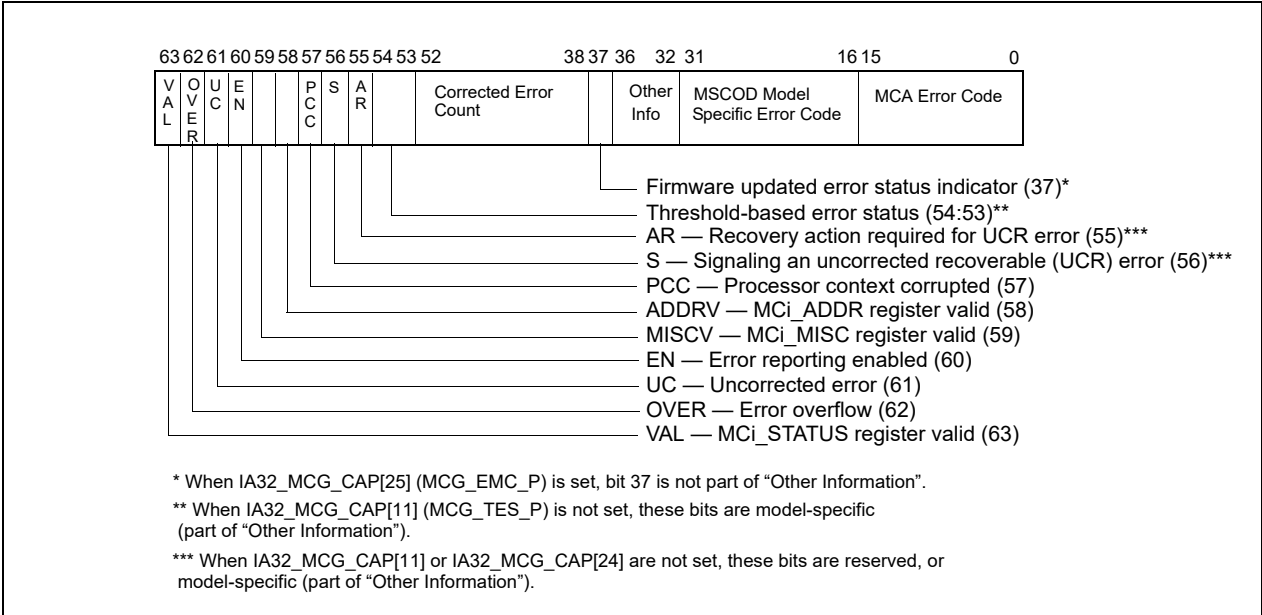 63 62 61 60 59 58 57 56 55 54 53 52 38 37 36 32 31 16 15 0
VAL
OVER
UC
EN
PCC
S
AR
Corrected Error
Count
Other
Info
MSCOD Model
Specific Error Code
MCA Error Code
Firmware updated error status indicator (37)*
Threshold-based error status (54:53)**
AR — Recovery action required for UCR error (55)***
S — Signaling an uncorrected recoverable (UCR) error (56)***
PCC — Processor context corrupted (57)
ADDRV — MCi_ADDR register valid (58)
MISCV — MCi_MISC register valid (59)
EN — Error reporting enabled (60)
UC — Uncorrected error (61)
OVER — Error overflow (62)
VAL — MCi_STATUS register valid (63)
* When IA32_MCG_CAP[25] (MCG_EMC_P) is set, bit 37 is not part of “Other Information”.
** When IA32_MCG_CAP[11] (MCG_TES_P) is not set, these bits are model-specific
(part of “Other Information”).
*** When IA32_MCG_CAP[11] or IA32_MCG_CAP[24] are not set, these bits are reserved, or
model-specific (part of “Other Information”).